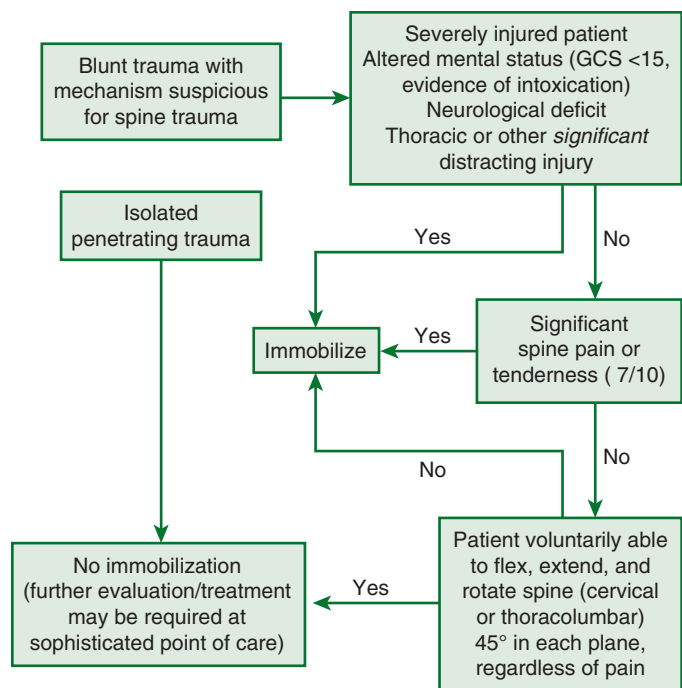 Blunt trauma with
mechanism suspicious
for spine trauma
Severely injured patient
Altered mental status (GCS <15,
evidence of intoxication)
Neurological deficit
Thoracic or other significant
distracting injury
Isolated
penetrating trauma
Yes
No
Immobilize
Yes
Significant
spine pain or
tenderness ( 7/10)
No
No
No immobilization
(further evaluation/treatment
may be required at
sophisticated point of care)
Yes
Patient voluntarily able
to flex, extend, and
rotate spine (cervical
or thoracolumbar)
45° in each plane,
regardless of pain